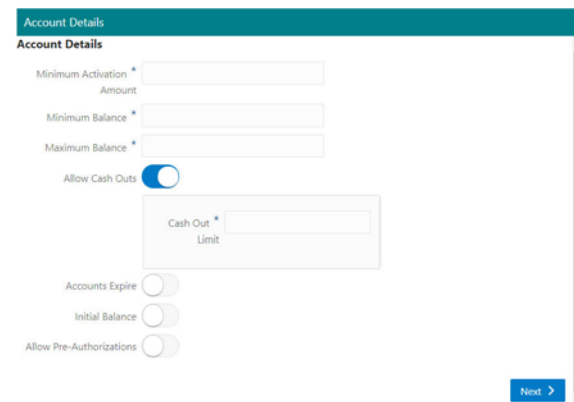 Account Details
Account Details
Minimum Activation *
Amount
Minimum Balance *
Maximum Balance *
Allow Cash Outs
Cash Out *
Limit
Accounts Expire
Initial Balance
Allow Pre-Authorizations
Next >